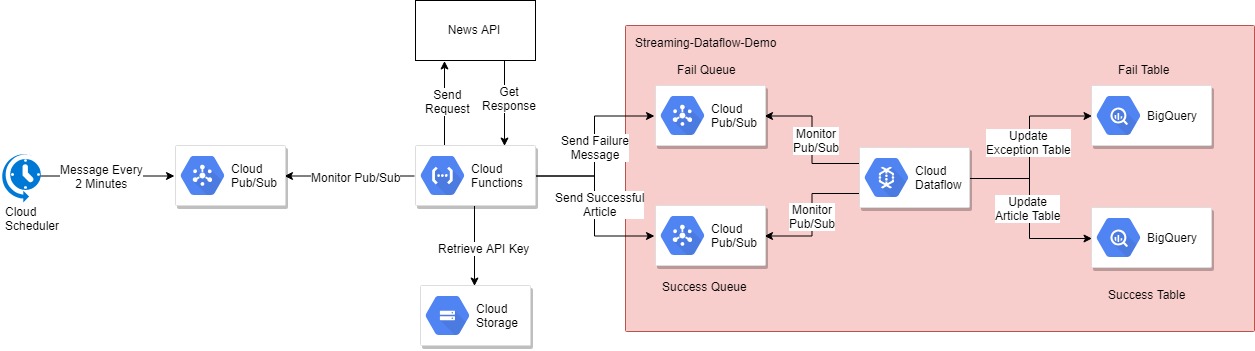 News API
Streaming-Dataflow-Demo
Fail Queue
Fail Table
Send
Request
Get
Response
Cloud
Pub/Sub
BigQuery
Send Failure
Message
Monitor
Pub/Sub
Update
Exception Table
Cloud
Scheduler
Message Every
2 Minutes
Cloud
Pub/Sub
Monitor Pub/Sub
Cloud
Functions
Cloud
Dataflow
Send Successful
Article
Monitor
Pub/Sub
Update
Article Table
Cloud
Pub/Sub
BigQuery
Retrieve API Key
Success Queue
Success Table
Cloud
Storage